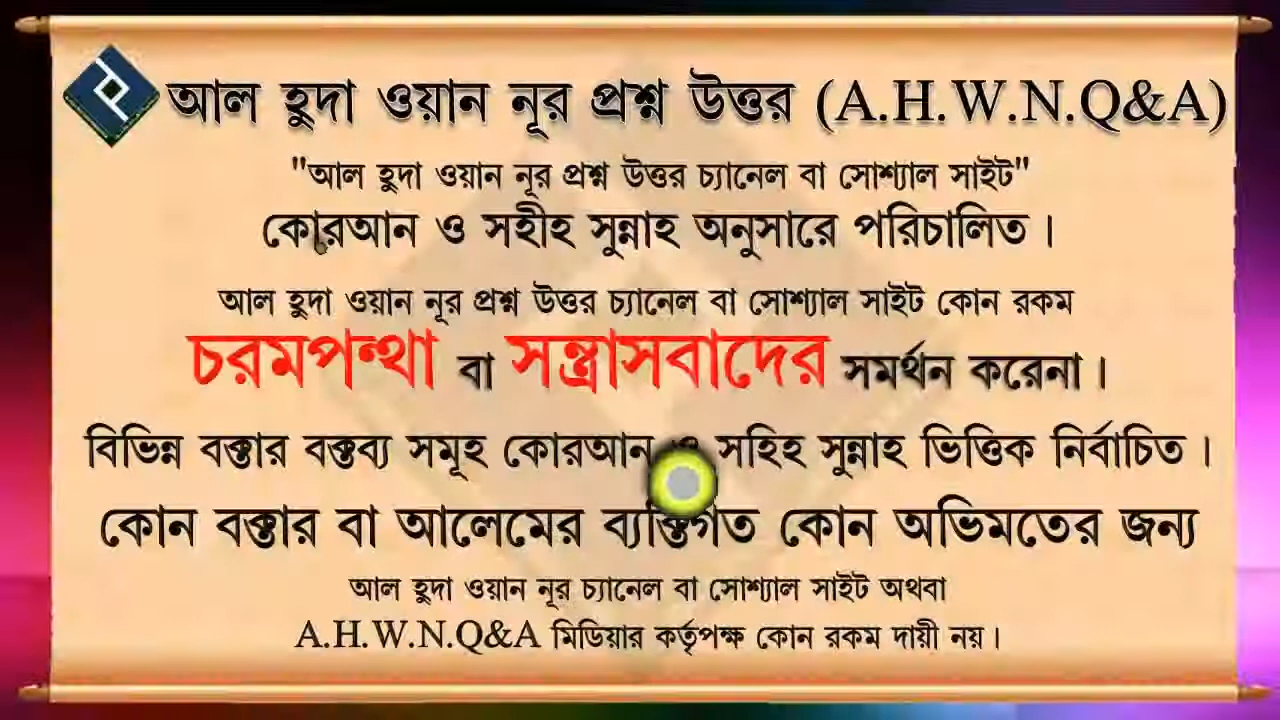 আল হুদা ওয়ান নূর প্রশ্ন উত্তর (A.H.W.N.Q&A)
"আল হুদা ওয়ান নূর প্রশ্ন উত্তর চ্যানেল বা সোশ্যাল সাইট"
কোরআন ও সহীহ সুন্নাহ অনুসারে পরিচালিত।
আল হুদা ওয়ান নূর প্রশ্ন উত্তর চ্যানেল বা সোশ্যাল সাইট কোন রকম
চরমপন্থা বা সন্ত্রাসবাদের সমর্থন করেনা।
বিভিন্ন বক্তার বক্তব্য সমূহ কোরআন ও সহিহ সুন্নাহ ভিত্তিক নির্বাচিত।
কোন বক্তার বা আলেমের ব্যক্তিগত কোন অভিমতের জন্য
আল হুদা ওয়ান নূর চ্যানেল বা সোশ্যাল সাইট অথবা
A.H.W.N.Q&A মিডিয়ার কর্তৃপক্ষ কোন রকম দায়ী নয়।